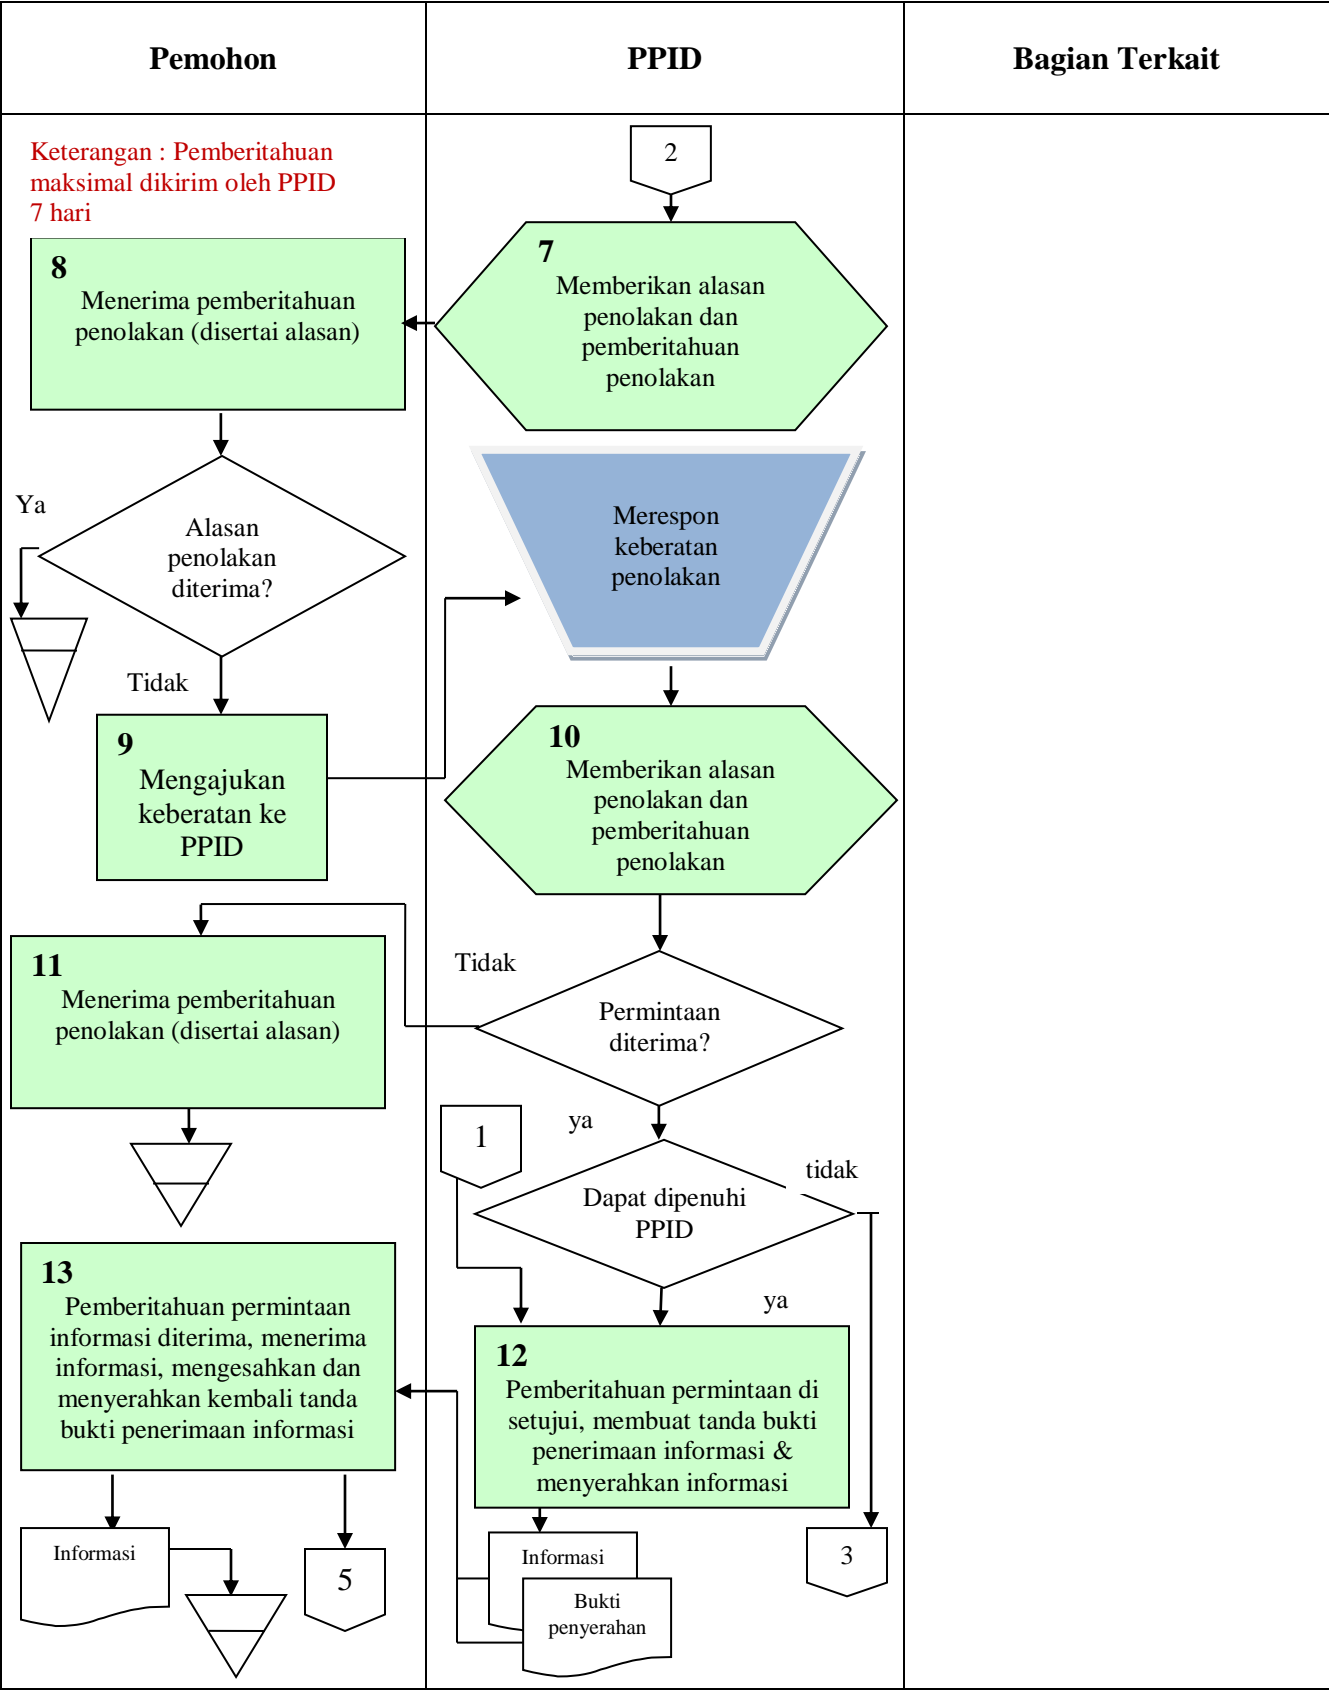 Pemohon
PPID
Bagian Terkait
Keterangan : Pemberitahuan
maksimal dikirim oleh PPID
7 hari
2
7
Memberikan alasan
penolakan dan
pemberitahuan
penolakan
8
Menerima pemberitahuan
penolakan (disertai alasan)
Ya
Alasan
penolakan
diterima?
Merespon
keberatan
penolakan
Tidak
9
Mengajukan
keberatan ke
PPID
10
Memberikan alasan
penolakan dan
pemberitahuan
penolakan
11
Menerima pemberitahuan
penolakan (disertai alasan)
Tidak
Permintaan
diterima?
1
ya
tidak
Dapat dipenuhi
PPID
ya
13
Pemberitahuan permintaan
informasi diterima, menerima
informasi, mengesahkan dan
menyerahkan kembali tanda
bukti penerimaan informasi
12
Pemberitahuan permintaan di
setujui, membuat tanda bukti
penerimaan informasi &
menyerahkan informasi
Informasi
5
Informasi
Bukti
penyerahan
3